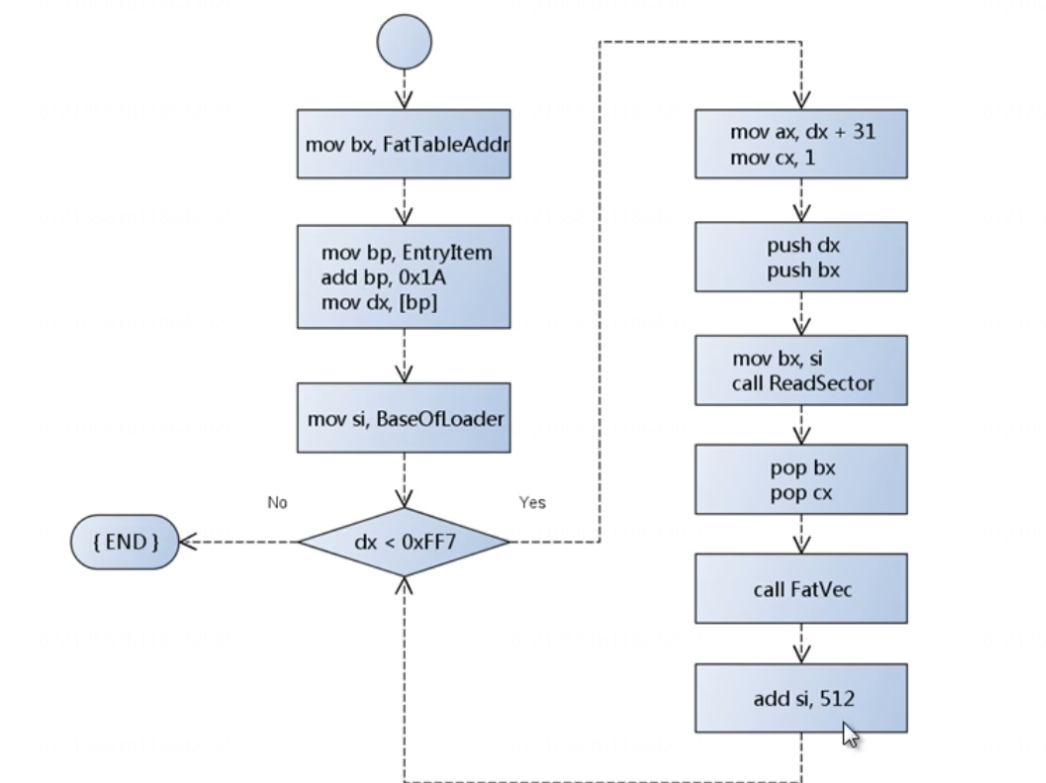 mov bx, FatTableAddr
mov bp, EntryItem
add bp, 0x1A
mov dx, [bp]
mov si, BaseOfLoader
No
Yes
{ END }
dx < 0xFF7
mov ax, dx + 31
mov cx, 1
push dx
push bx
mov bx, si
call ReadSector
pop bx
pop cx
call FatVec
add si, 512